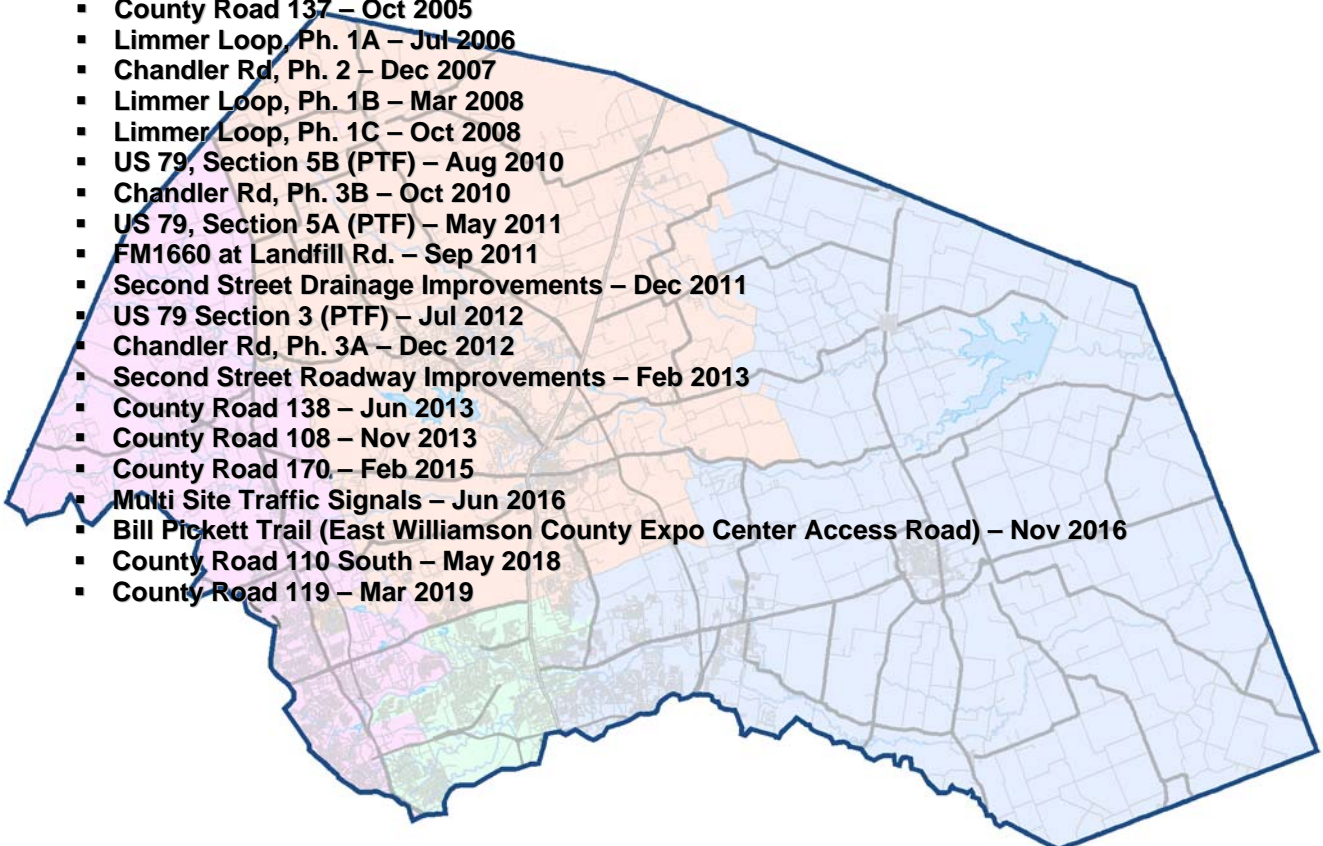 ▪ County Road 137 – Oct 2005
▪ Limmer Loop, Ph. 1A – Jul 2006
▪ Chandler Rd, Ph. 2 – Dec 2007
▪ Limmer Loop, Ph. 1B – Mar 2008
▪ Limmer Loop, Ph. 1C – Oct 2008
▪ US 79, Section 5B (PTF) – Aug 2010
▪ Chandler Rd, Ph. 3B – Oct 2010
▪ US 79, Section 5A (PTF) – May 2011
▪ FM1660 at Landfill Rd. – Sep 2011
▪ Second Street Drainage Improvements – Dec 2011
▪ US 79 Section 3 (PTF) – Jul 2012
▪ Chandler Rd, Ph. 3A – Dec 2012
▪ Second Street Roadway Improvements – Feb 2013
▪ County Road 138 – Jun 2013
▪ County Road 108 – Nov 2013
▪ County Road 170 – Feb 2015
▪ Multi Site Traffic Signals – Jun 2016
▪ Bill Pickett Trail (East Williamson County Expo Center Access Road) – Nov 2016
▪ County Road 110 South – May 2018
▪ County Road 119 – Mar 2019